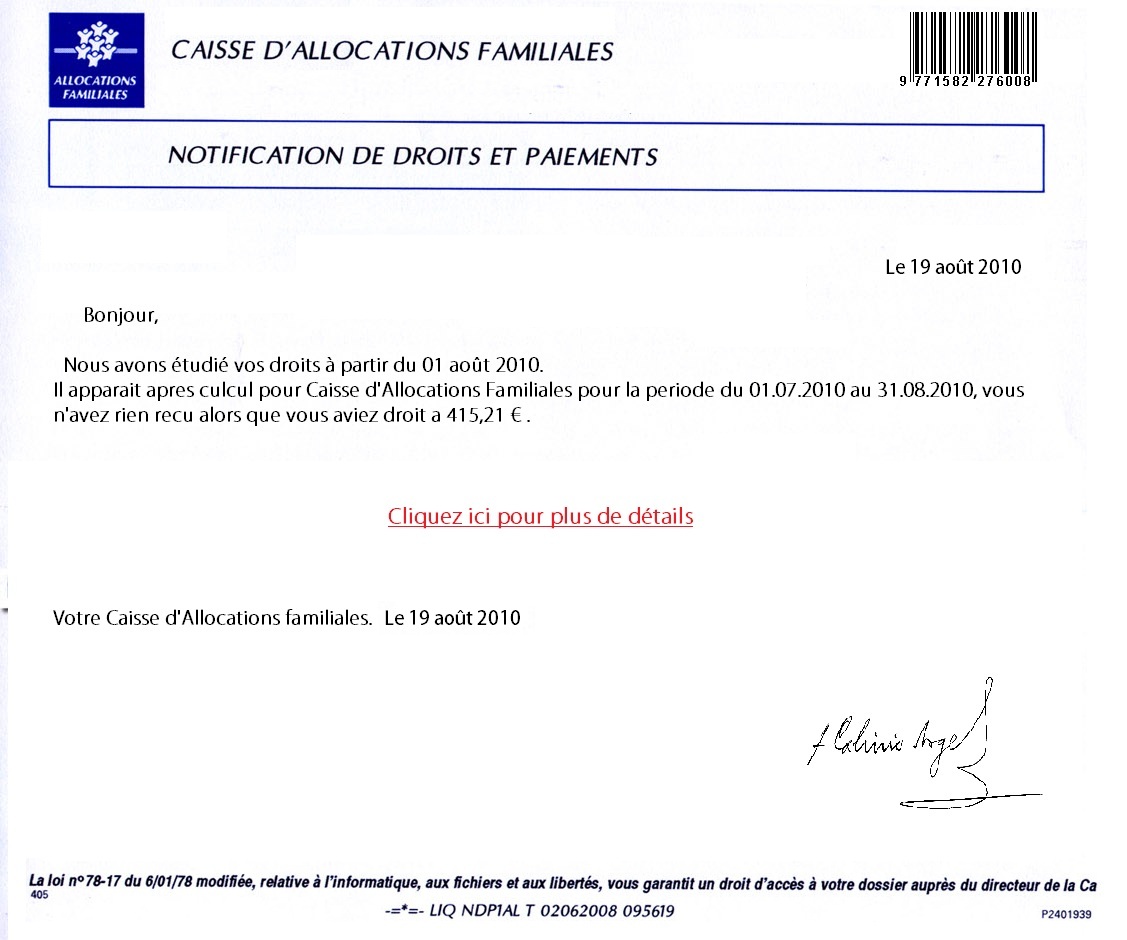 ALLOCATIONS
FAMILIALES
CAISSE D'ALLOCATIONS FAMILIALES
9 771582 276008
NOTIFICATION DE DROITS ET PAIEMENTS
Le 19 août 2010
Bonjour,
Nous avons étudié vos droits à partir du 01 août 2010.
Il apparait apres culcul pour Caisse d'Allocations Familiales pour la periode du 01.07.2010 au 31.08.2010, vous
n'avez rien recu alors que vous aviez droit a 415,21 € .
Cliquez ici pour plus de détails
Votre Caisse d'Allocations familiales. Le 19 août 2010
La loi nº78-17 du 6/01/78 modifiée, relative à l'informatique, aux fichiers et aux libertés, vous garantit un droit d'accès à votre dossier auprès du directeur de la Ca
405
-=*=- LIQ NDP1AL T 02062008 095619
P2401939